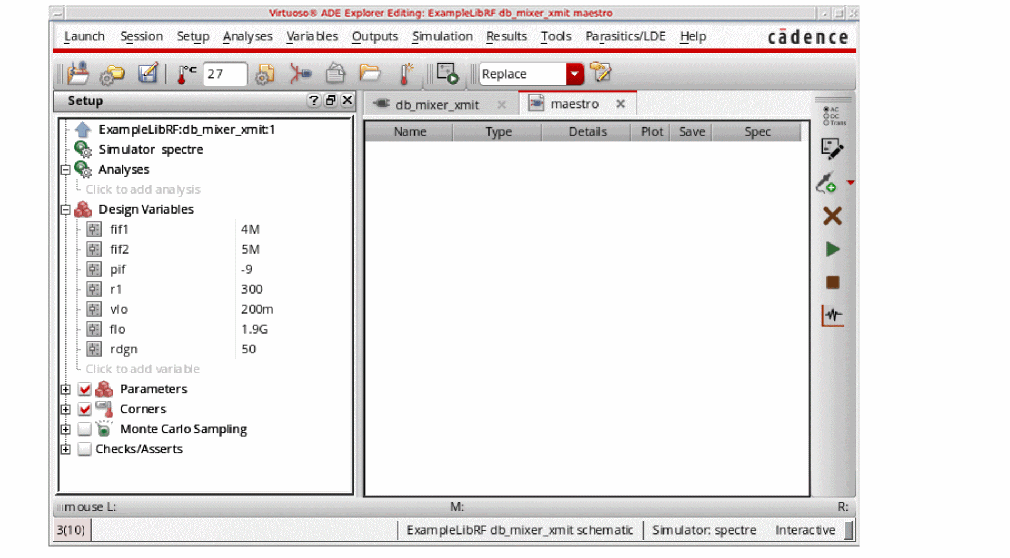 Virtuoso® ADE Explorer Editing: ExampleLibRF db_mixer_xmit maestro
Launch Session Setup Analyses Variables Outputs Simulation Results Tools Parasitics/LDE Help cādence
°C 27 Replace
Setup ? X
db_mixer_xmit x maestro x
AC
DC
Trans
Name Type Details Plot Save Spec
ExampleLibRF:db_mixer_xmit:1
Simulator spectre
Analyses
Click to add analysis
Design Variables
fif1 4M
fif2 5M
pif -9
r1 300
vlo 200m
flo 1.9G
rdgn 50
Click to add variable
Parameters
Corners
Monte Carlo Sampling
Checks/Asserts
mouse L: M: R:
3(10) ExampleLibRF db_mixer_xmit schematic Simulator: spectre Interactive